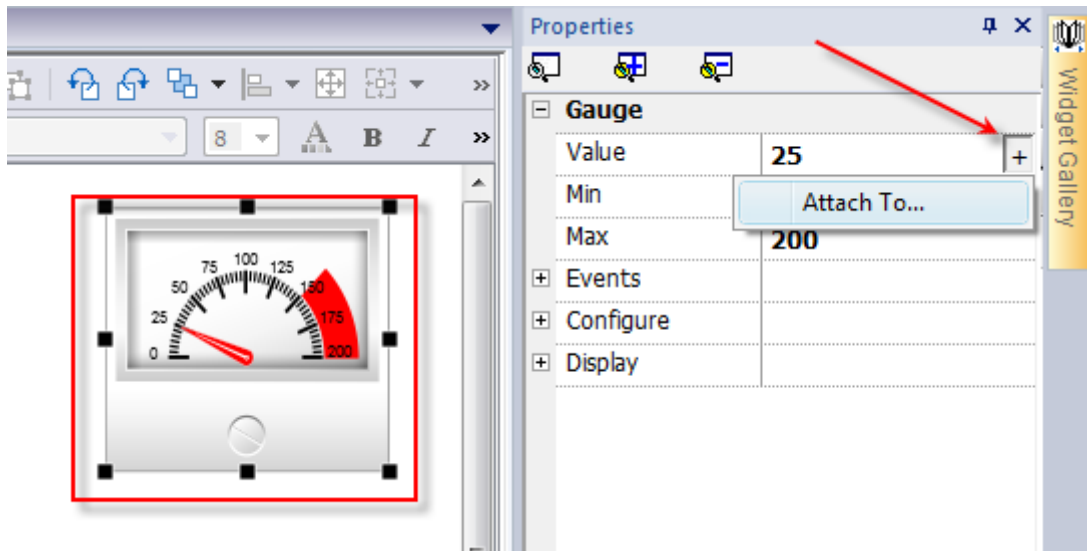 Properties
8 A B I
Gauge
Value 25 +
Min
Attach To...
Max 200
Events
Configure
Display
Widget Gallery
0
25
50
75
100
125
150
175
200